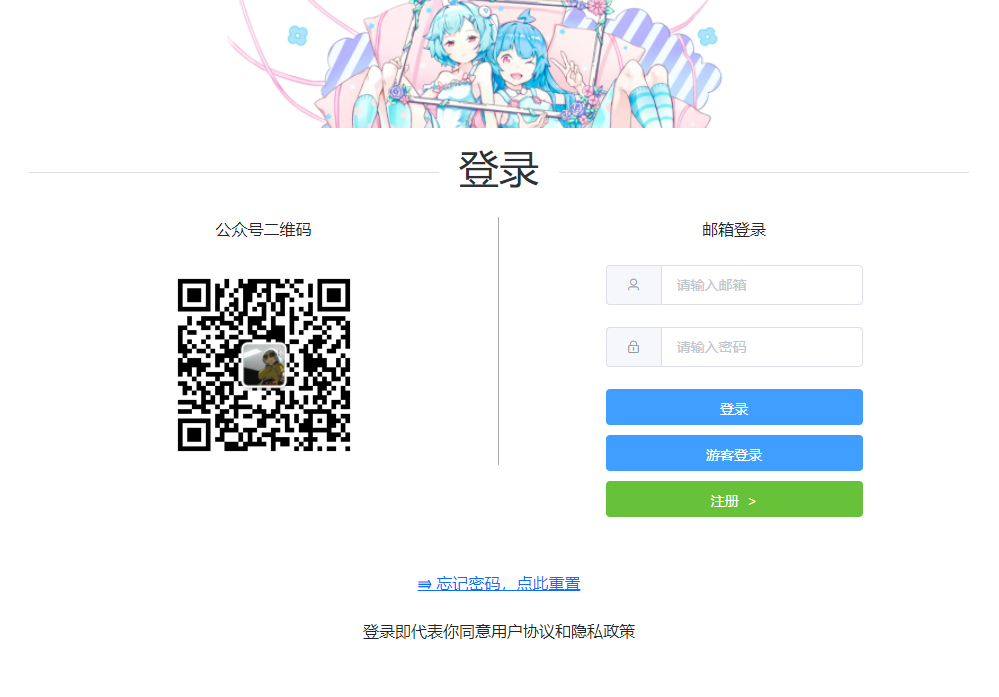 登录
公众号二维码
邮箱登录
请输入邮箱
请输入密码
登录
游客登录
注册 >
⇛ 忘记密码，点此重置
登录即代表你同意用户协议和隐私政策